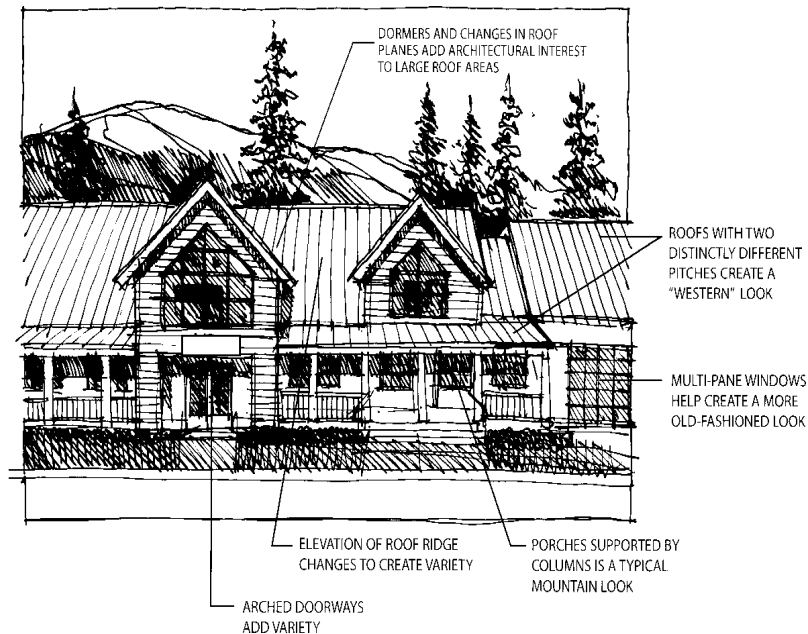 DORMERS AND CHANGES IN ROOF
PLANES ADD ARCHITECTURAL INTEREST
TO LARGE ROOF AREAS
ROOFS WITH TWO
DISTINCTLY DIFFERENT
PITCHES CREATE A
"WESTERN" LOOK
MULTI-PANE WINDOWS
HELP CREATE A MORE
OLD-FASHIONED LOOK
ELEVATION OF ROOF RIDGE
CHANGES TO CREATE VARIETY
PORCHES SUPPORTED BY
COLUMNS IS A TYPICAL
MOUNTAIN LOOK
ARCHED DOORWAYS
ADD VARIETY